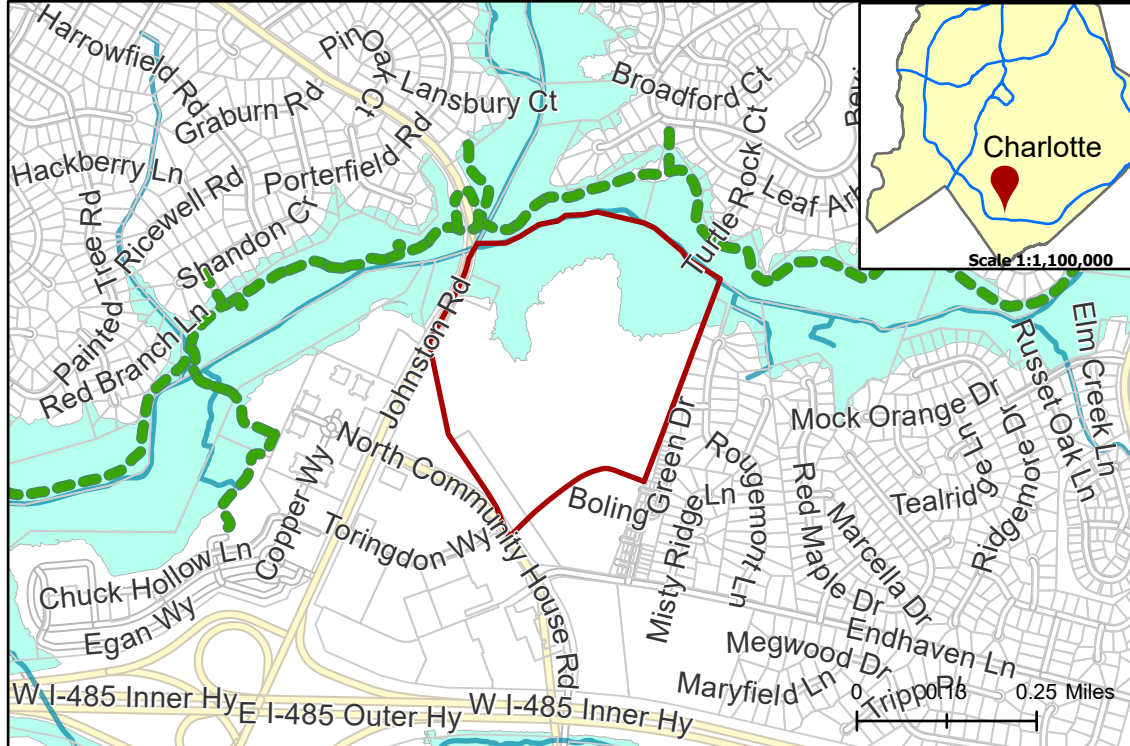 Harrowfield Rd
Pin Oak Ct
Lansbury Ct
Broadford Ct
Graburn Rd
Porterfield Rd
Hackberry Ln
Ricewell Rd
Shandon Cr
Painted Tree Rd
Red Branch Ln
Turtle Rock Ct
Charlotte
Scale 1:1,100,000
Johnston Rd
North Community House Rd
Copper Wy
Toringdon Wy
Chuck Hollow Ln
Egan Wy
Boling Green Dr
Misty Ridge Ln
Rougemont Ln
Mock Orange Dr
Red Maple Dr
Marcella Dr
Tealridge Ln
Ridgemore Dr
Russet Oak Ln
Elm Creek Ln
Endhaven Ln
Megwood Dr
Maryfield Ln
Tripp Pl
W I-485 Inner Hy
E I-485 Outer Hy
W I-485 Inner Hy
0
0.25 Miles